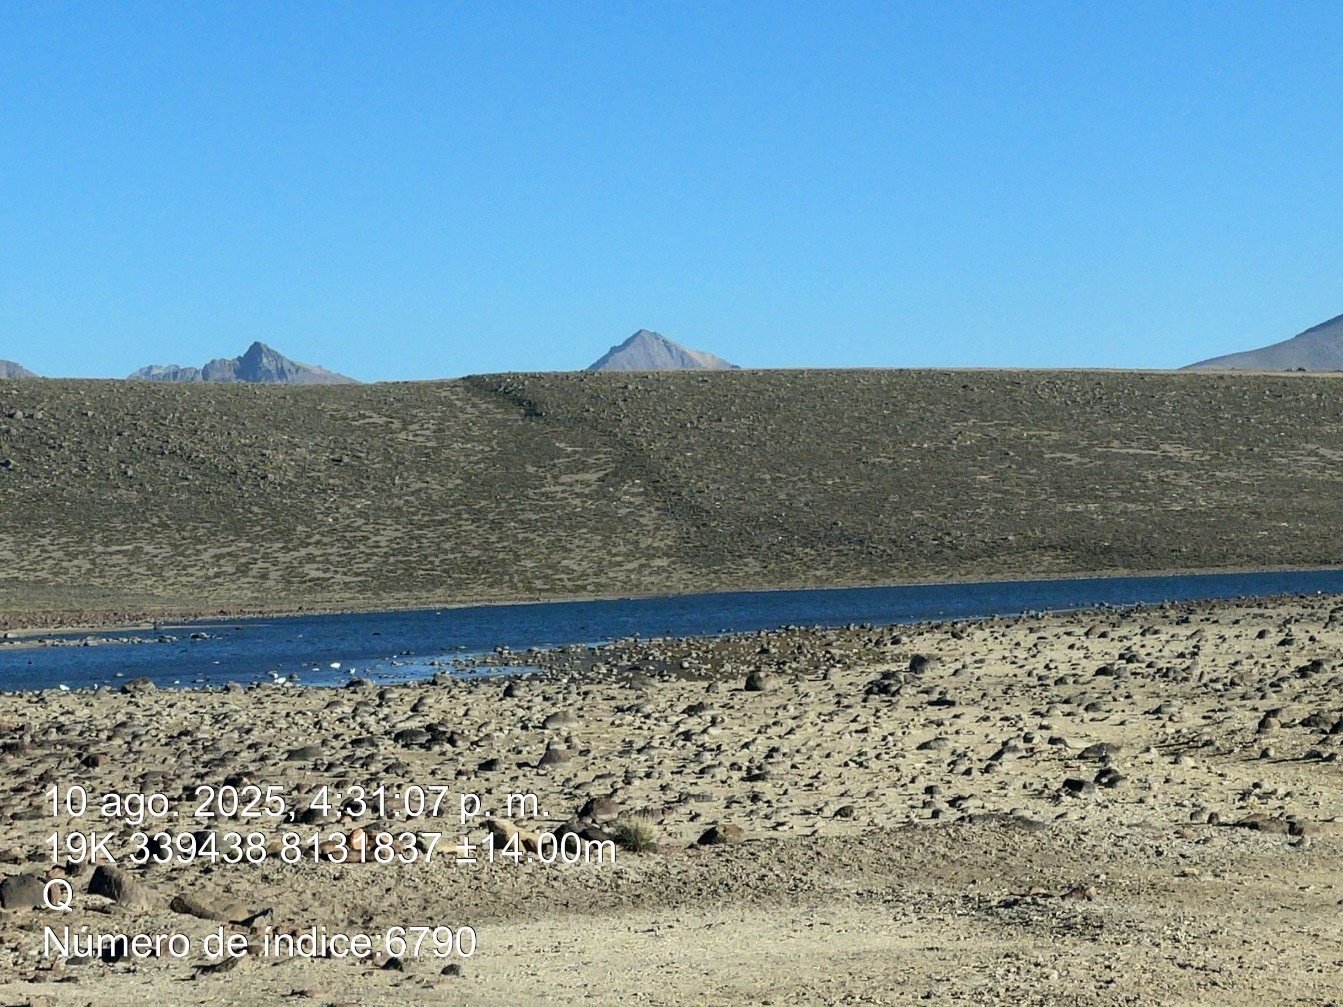 10 ago. 2025, 4:31:07 p. m.
19K 339438 8131837 ±14.00m
Q
Número de índice:6790